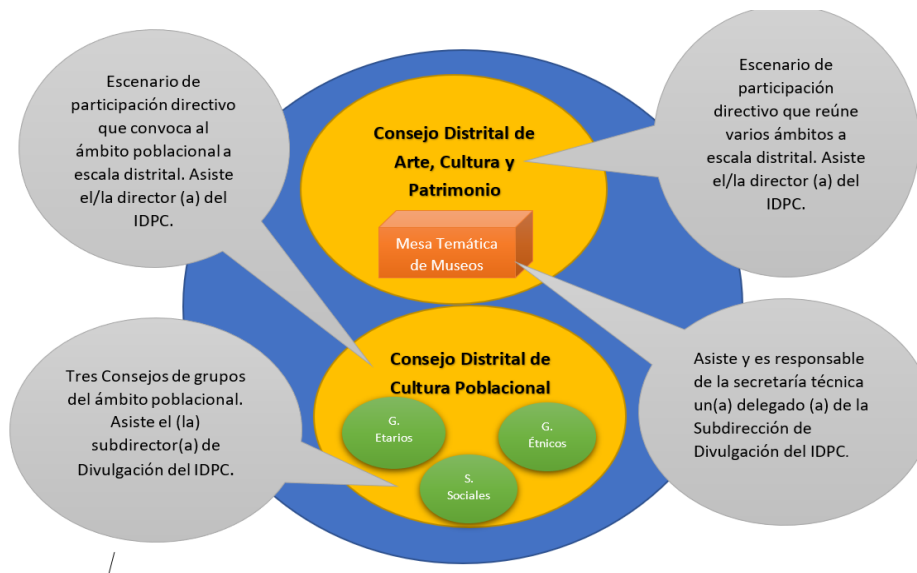 Escenario de
participación directivo
que convoca al
ámbito poblacional a
escala distrital. Asiste
el/la director (a) del
IDPC.
Consejo Distrital de
Arte, Cultura y
Patrimonio
Mesa Temática
de Museos
Escenario de
participación
directivo que reúne
varios ámbitos a
escala distrital. Asiste
el/la director (a) del
IDPC.
Tres Consejos de grupos
del ámbito poblacional.
Asiste el (la)
subdirector(a) de
Divulgación del IDPC.
Consejo Distrital de
Cultura Poblacional
G.
Etarios
G.
Étnicos
S.
Sociales
Asiste y es responsable
de la secretaría técnica
un(a) delegado (a) de la
Subdirección de
Divulgación del IDPC.